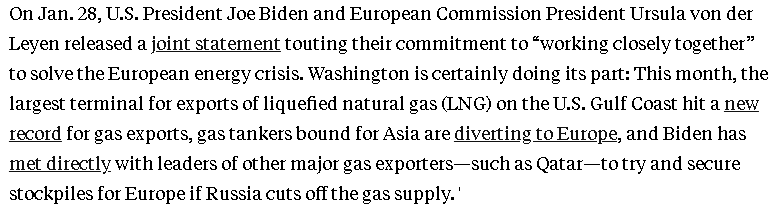 On Jan. 28, U.S. President Joe Biden and European Commission President Ursula von der
Leyen released a joint statement touting their commitment to “working closely together”
to solve the European energy crisis. Washington is certainly doing its part: This month, the
largest terminal for exports of liquefied natural gas (LNG) on the U.S. Gulf Coast hit a new
record for gas exports, gas tankers bound for Asia are diverting to Europe, and Biden has
met directly with leaders of other major gas exporters—such as Qatar—to try and secure
stockpiles for Europe if Russia cuts off the gas supply.